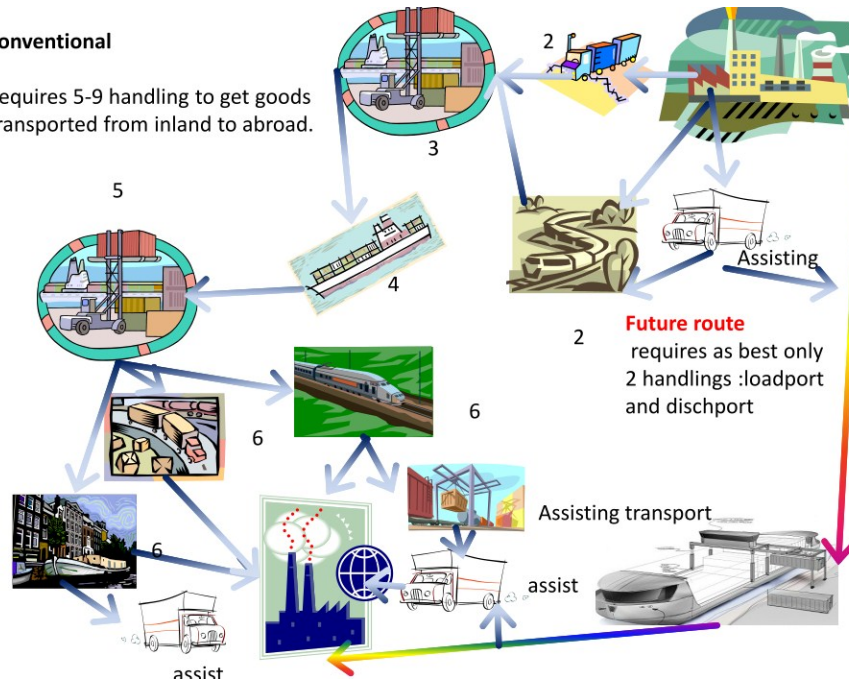 onventional
equires 5-9 handling to get goods
ransported from inland to abroad.
2
3
5
4
Assisting
2
Future route
requires as best only
2 handlings :loadport
and dischport
6
6
6
Assisting transport
assist
assist